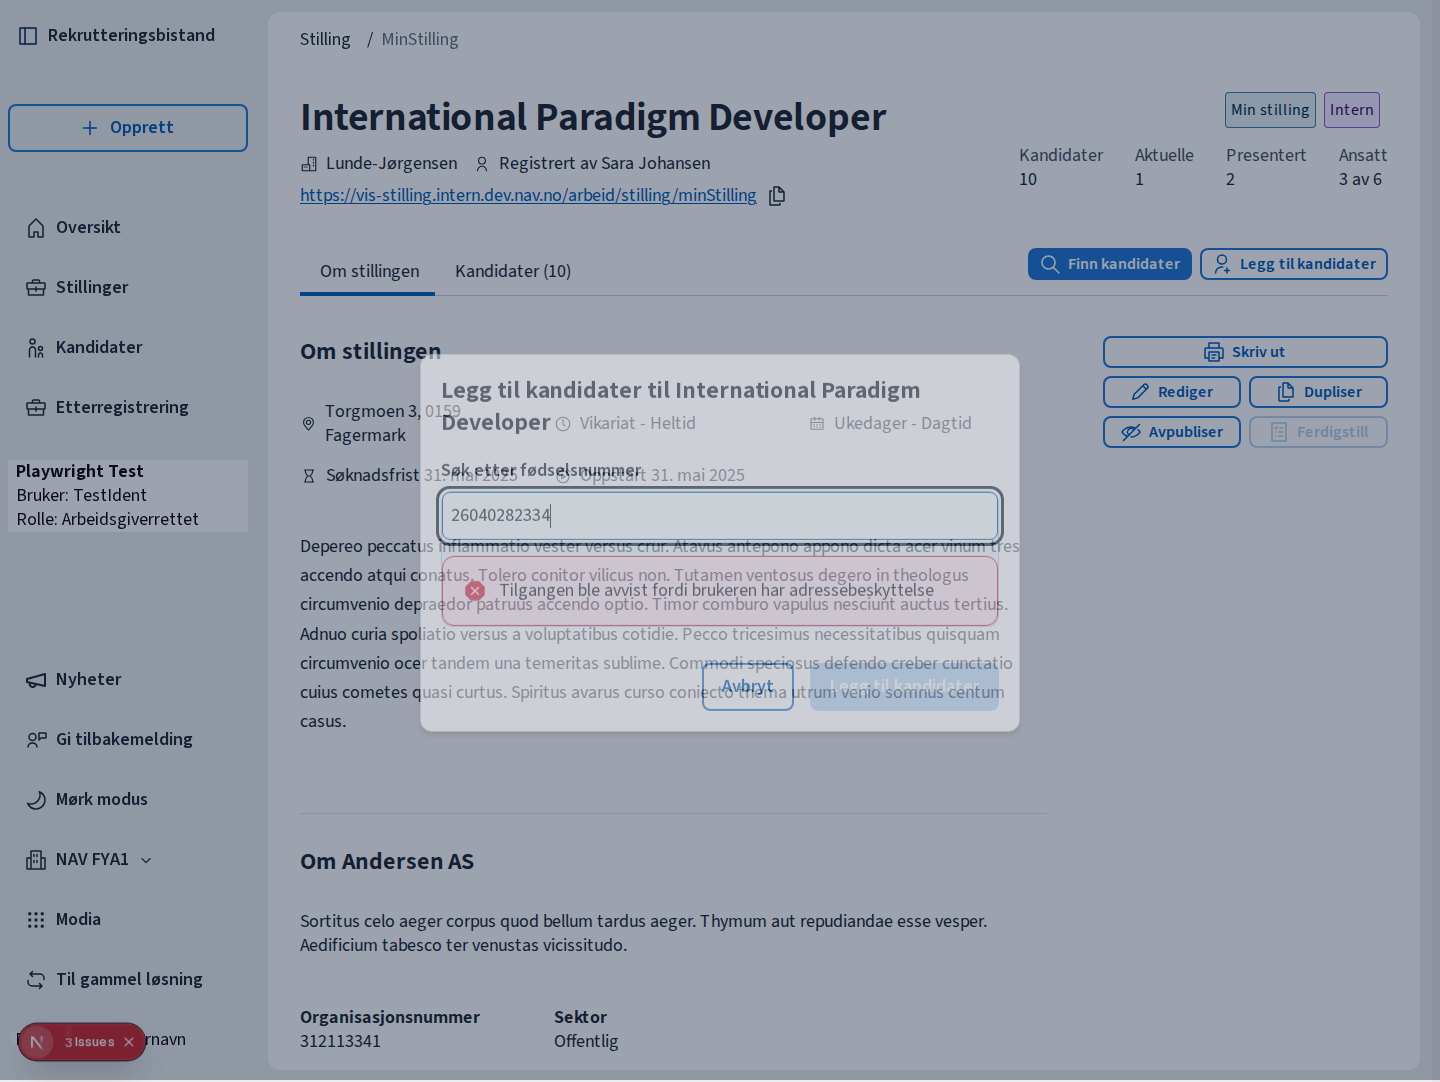 Rekrutteringsbistand
Opprett
Oversikt
Stillinger
Kandidater
Etterregistrering
Playwright Test
Bruker: TestIdent
Rolle: Arbeidsgiverrettet
Nyheter
Gi tilbakemelding
Mørk modus
NAV FYA1
Media
Til gammel løsning
rnavn
3 Issues
Stilling / MinStilling
International Paradigm Developer
Min stilling Intern
Lunde-Jørgensen Registrert av Sara Johansen
https://vis-stilling.intern.dev.nav.no/arbeid/stilling/minStilling
Kandidater Aktuelle Presentert Ansatt
10 1 2 3 av 6
Om stillingen Kandidater (10)
Finn kandidater Legg til kandidater
Om stillingen
Torgmoen 3, 0159
Fagermark
Vikariat - Heltid
Ukedager - Dagtid
Søknadsfrist 31. mai 2025
Oppstart 31. mai 2025
Depereo peccatus inflammatio vester versus crur. Atavus antepono appono dicta acer vinum tres
accendo atqui conatus. Tolero conitor vilicus non. Tutamen ventosus degero in theologus
circumvenio depraedor patruus accendo optio. Timor comburo vapulus nesciunt auctus tertius.
Adnuo curia spoliatio versus a voluptatibus cotidie. Pecco tricesimus necessitatibus quisquam
circumvenio ocer tandem una temeritas sublime. Commodi speciosus defendo creber cunctatio
cuius cometes quasi curtus. Spiritus avarus curso coniecto thema utrum venio somnus centum
casus.
Skriv ut
Rediger Dupliser
Avpubliser Ferdigstill
Legg til kandidater til International Paradigm
Developer
Søk etter fødselsnummer
26040282334
Tilgangen ble avvist fordi brukeren har adressebeskyttelse
Avbryt Legg til kandidater
Om Andersen AS
Sortitus celo aeger corpus quod bellum tardus aeger. Thymum aut repudiandae esse vesper.
Aedificium tabesco ter venustas vicissitudo.
Organisasjonsnummer Sektor
312113341 Offentlig